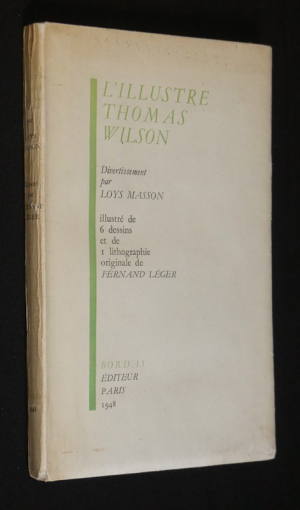 L'ILLUSTRE
THOMAS
WILSON
Divertissement
par
LOYS MASSON
illustré de
6 dessins
et de
1 lithographie
originale de
FERNAND LÉGER
BORDAS
ÉDITEUR
PARIS
1948